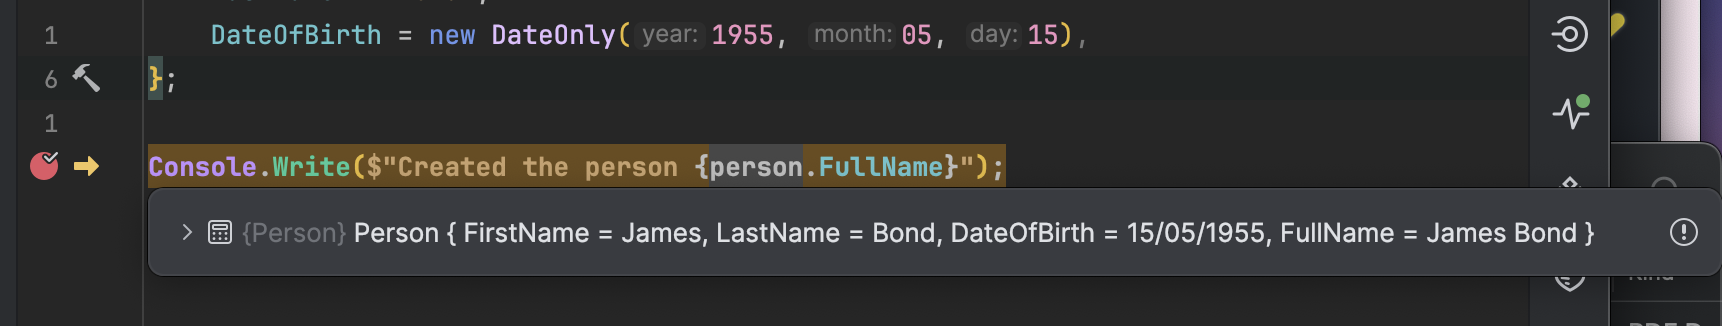 1 DateOfBirth = new DateOnly( year: 1955, month: 05, day: 15),
6 };
1
Console.Write($"Created the person {person.FullName}");
{Person} Person { FirstName = James, LastName = Bond, DateOfBirth = 15/05/1955, FullName = James Bond }